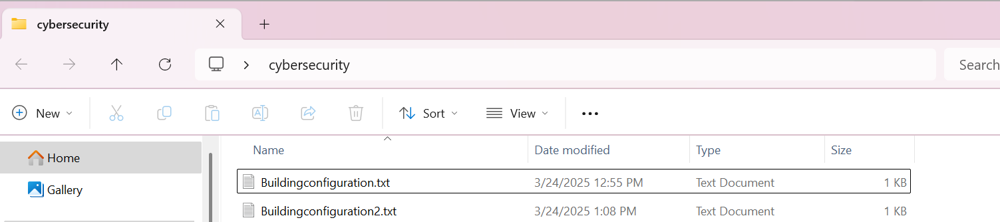 cybersecurity
cybersecurity
Search
New
Sort
View
Name Date modified Type Size
Home
Buildingconfiguration.txt 3/24/2025 12:55 PM Text Document 1 KB
Gallery
Buildingconfiguration2.txt 3/24/2025 1:08 PM Text Document 1 KB